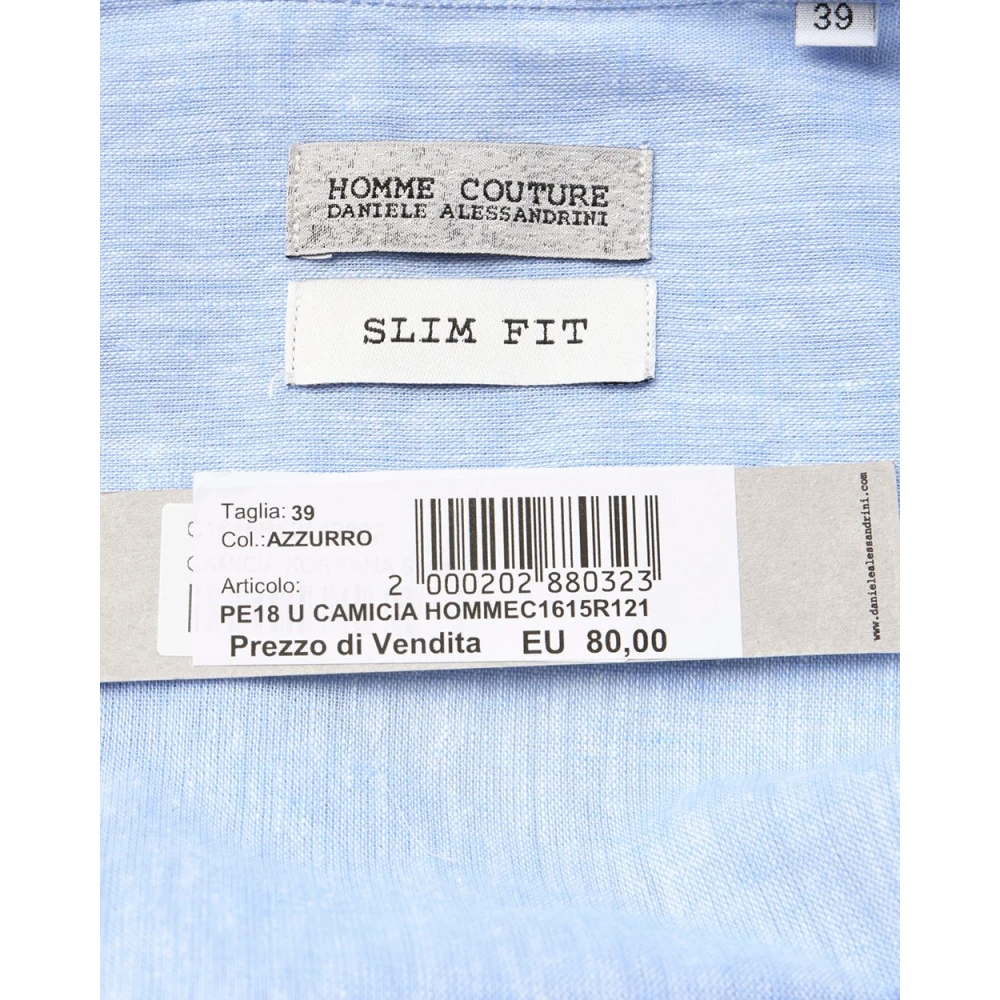 39
HOMME COUTURE
DANIELE ALESSANDRINI
SLIM FIT
Taglia: 39
Col.:AZZURRO
Articolo:
2 000202 880323
PE18 U CAMICIA HOMMEC1615R121
Prezzo di Vendita EU 80,00
www.danielealessandrini.com